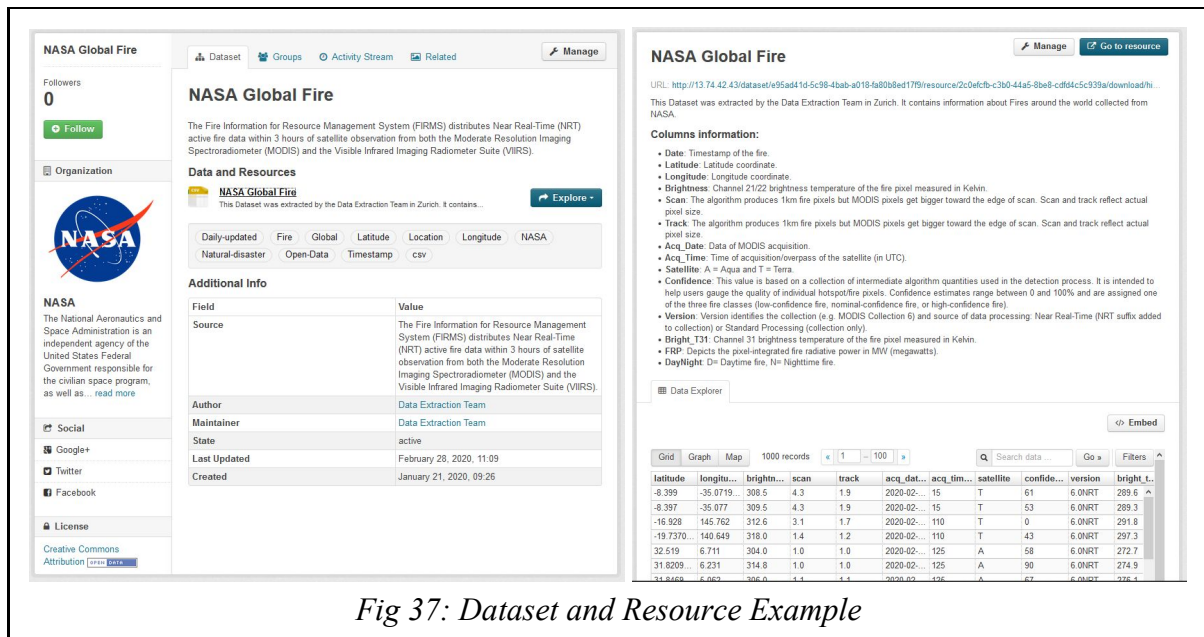 NASA Global Fire
Followers
0
Follow
Organization
NASA
NASA
The National Aeronautics and
Space Administration is an
independent agency of the
United States Federal
Government responsible for
the civilian space program,
as well as... read more
Social
Google+
Twitter
Facebook
License
Creative Commons
Attribution OPEN DATA
Dataset Groups Activity Stream Related Manage
NASA Global Fire
The Fire Information for Resource Management System (FIRMS) distributes Near Real-Time (NRT)
active fire data within 3 hours of satellite observation from both the Moderate Resolution Imaging
Spectroradiometer (MODIS) and the Visible Infrared Imaging Radiometer Suite (VIIRS).
Data and Resources
NASA Global Fire
This Dataset was extracted by the Data Extraction Team in Zurich. It contains...
Explore
Daily-updated Fire Global Latitude Location Longitude NASA
Natural-disaster Open-Data Timestamp csv
Additional Info
Field Value
Source The Fire Information for Resource Management
System (FIRMS) distributes Near Real-Time
(NRT) active fire data within 3 hours of satellite
observation from both the Moderate Resolution
Imaging Spectroradiometer (MODIS) and the
Visible Infrared Imaging Radiometer Suite (VIIRS).
Author Data Extraction Team
Maintainer Data Extraction Team
State active
Last Updated February 28, 2020, 11:09
Created January 21, 2020, 09:26
Manage Go to resource
NASA Global Fire
URL: http://13.74.42.43/dataset/e95ad41d-5c98-4bab-a018-fa80b8ed17f9/resource/2c0efcfb-c3b0-44a5-8be8-cdfd4c5c939a/download/hi...
This Dataset was extracted by the Data Extraction Team in Zurich. It contains information about Fires around the world collected from
NASA.
Columns information:
• Date: Timestamp of the fire.
• Latitude: Latitude coordinate.
• Longitude: Longitude coordinate.
• Brightness: Channel 21/22 brightness temperature of the fire pixel measured in Kelvin.
• Scan: The algorithm produces 1km fire pixels but MODIS pixels get bigger toward the edge of scan. Scan and track reflect actual
pixel size.
• Track: The algorithm produces 1km fire pixels but MODIS pixels get bigger toward the edge of scan. Scan and track reflect actual
pixel size.
• Acq_Date: Data of MODIS acquisition.
• Acq_Time: Time of acquisition/overpass of the satellite (in UTC).
• Satellite: A = Aqua and T = Terra.
• Confidence: This value is based on a collection of intermediate algorithm quantities used in the detection process. It is intended to
help users gauge the quality of individual hotspot/fire pixels. Confidence estimates range between 0 and 100% and are assigned one
of the three fire classes (low-confidence fire, nominal-confidence fire, or high-confidence fire).
• Version: Version identifies the collection (e.g. MODIS Collection 6) and source of data processing: Near Real-Time (NRT suffix added
to collection) or Standard Processing (collection only).
• Bright_T31: Channel 31 brightness temperature of the fire pixel measured in Kelvin.
• FRP: Depicts the pixel-integrated fire radiative power in MW (megawatts).
• DayNight: D= Daytime fire, N= Nighttime fire.
Data Explorer
</> Embed
Grid Graph Map 1000 records « 1 – 100 » Search data ... Go » Filters
latitude longitu... brightn... scan track acq_dat... acq_tim... satellite confide... version bright_t..
-8.399 -35.0719... 308.5 4.3 1.9 2020-02-... 15 T 61 6.0NRT 289.6
-8.397 -35.077 309.5 4.3 1.9 2020-02-... 15 T 53 6.0NRT 289.3
-16.928 145.762 312.6 3.1 1.7 2020-02-... 110 T 0 6.0NRT 291.8
-19.7370... 140.649 318.0 1.4 1.2 2020-02-... 110 T 43 6.0NRT 297.3
32.519 6.711 304.0 1.0 1.0 2020-02-... 125 A 58 6.0NRT 272.7
31.8209... 6.231 314.8 1.0 1.0 2020-02-... 125 A 90 6.0NRT 274.9
Fig 37: Dataset and Resource Example